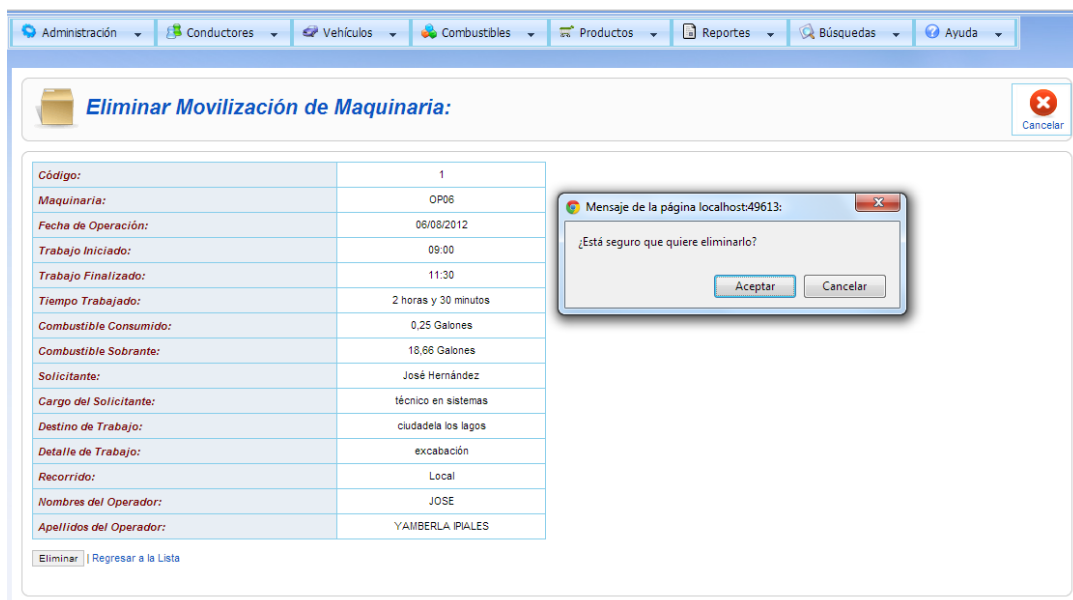 Administración Conductores Vehículos Combustibles Productos Reportes Búsquedas Ayuda
Eliminar Movilización de Maquinaria:
Cancelar
Código: 1
Maquinaria: OP06
Fecha de Operación: 06/08/2012
Trabajo Iniciado: 09:00
Trabajo Finalizado: 11:30
Tiempo Trabajado: 2 horas y 30 minutos
Combustible Consumido: 0,25 Galones
Combustible Sobrante: 18,66 Galones
Solicitante: José Hernández
Cargo del Solicitante: técnico en sistemas
Destino de Trabajo: ciudadela los lagos
Detalle de Trabajo: excabación
Recorrido: Local
Nombres del Operador: JOSE
Apellidos del Operador: YAMBERLA IPIALES
Eliminar | Regresar a la Lista
Mensaje de la página localhost:49613:
¿Está seguro que quiere eliminarlo?
Aceptar Cancelar